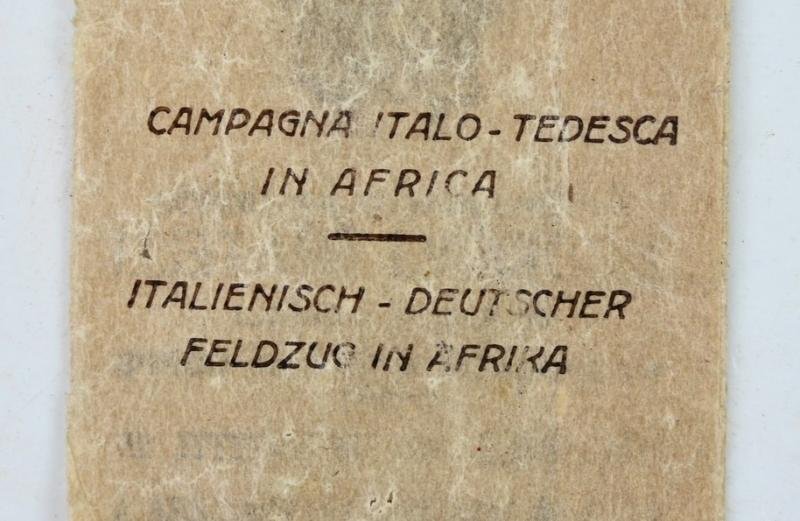 CAMPAGNA ITALO-TEDESCA
IN AFRICA
ITALIENISCH - DEUTSCHER
FELDZUG IN AFRIKA